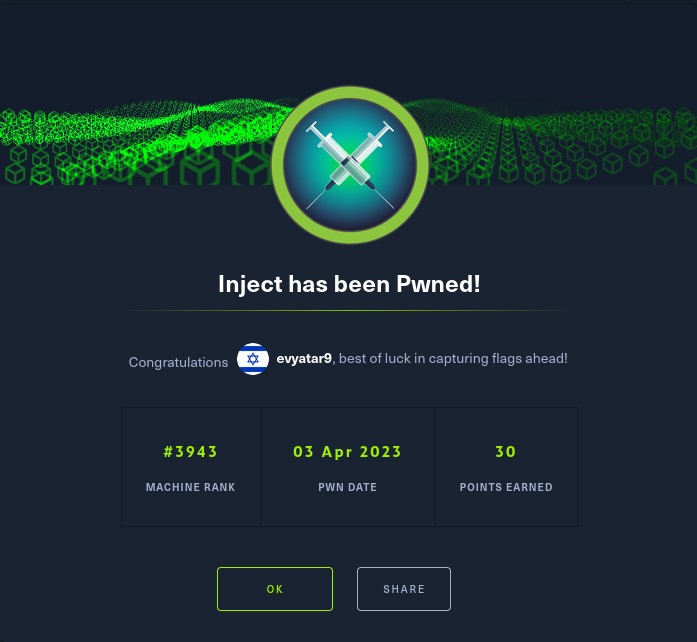 Inject has been Pwned!
Congratulations evyatar9, best of luck in capturing flags ahead!
#3943 03 Apr 2023 30
MACHINE RANK PWN DATE POINTS EARNED
OK SHARE